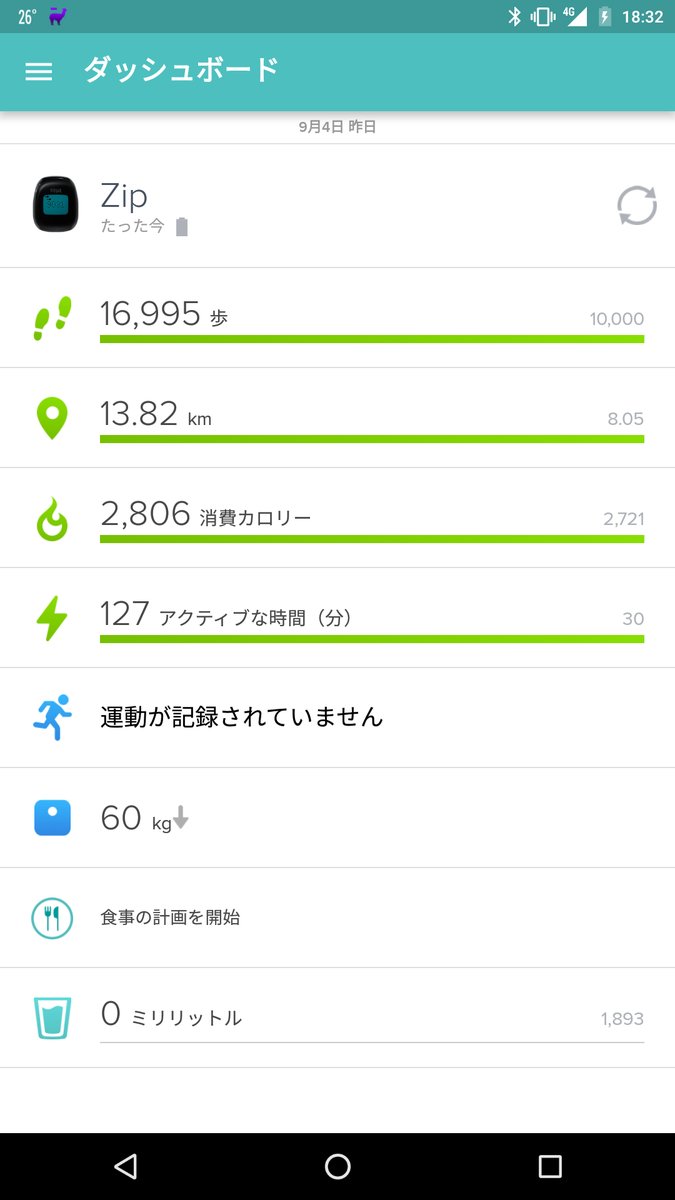 26°
4G
18:32
ダッシュボード
9月4日 昨日
Zip
たった今
16,995 歩
10,000
13.82 km
8.05
2,806 消費カロリー
2,721
127 アクティブな時間（分）
30
運動が記録されていません
60 kg
食事の計画を開始
0 ミリリットル
1,893